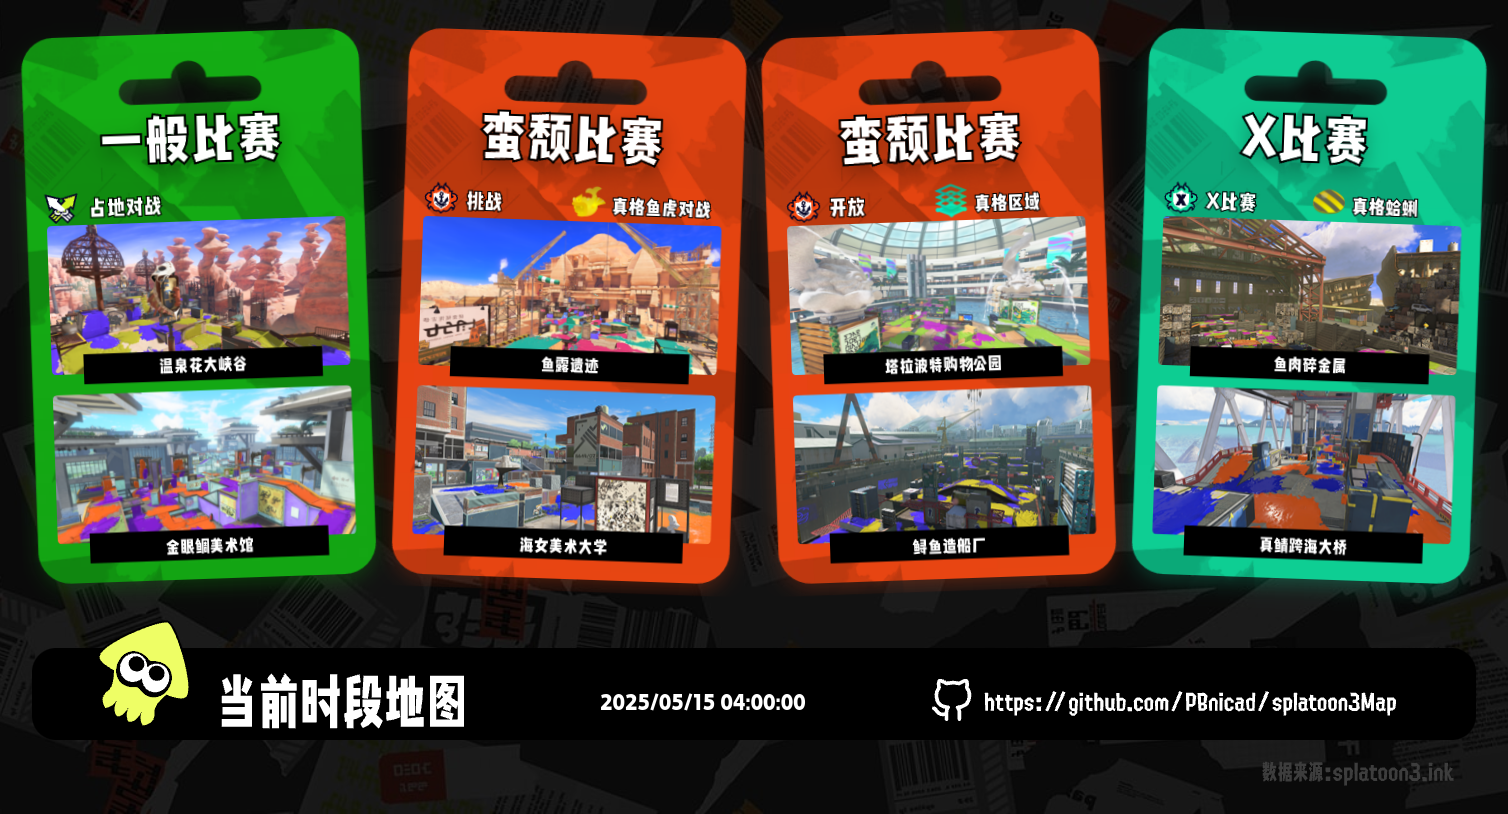 一般比赛
占地对战
温泉花大峡谷
金眼鲷美术馆
蛮颓比赛
挑战
真格鱼虎对战
鱼露遗迹
海女美术大学
蛮颓比赛
开放
真格区域
塔拉波特购物公园
鲟鱼造船厂
X比赛
X比赛
真格蛤蜊
鱼肉碎金属
真鲭跨海大桥
当前时段地图
2025/05/15 04:00:00
https://github.com/PBnicad/splatoon3Map
数据来源:splatoon3.ink